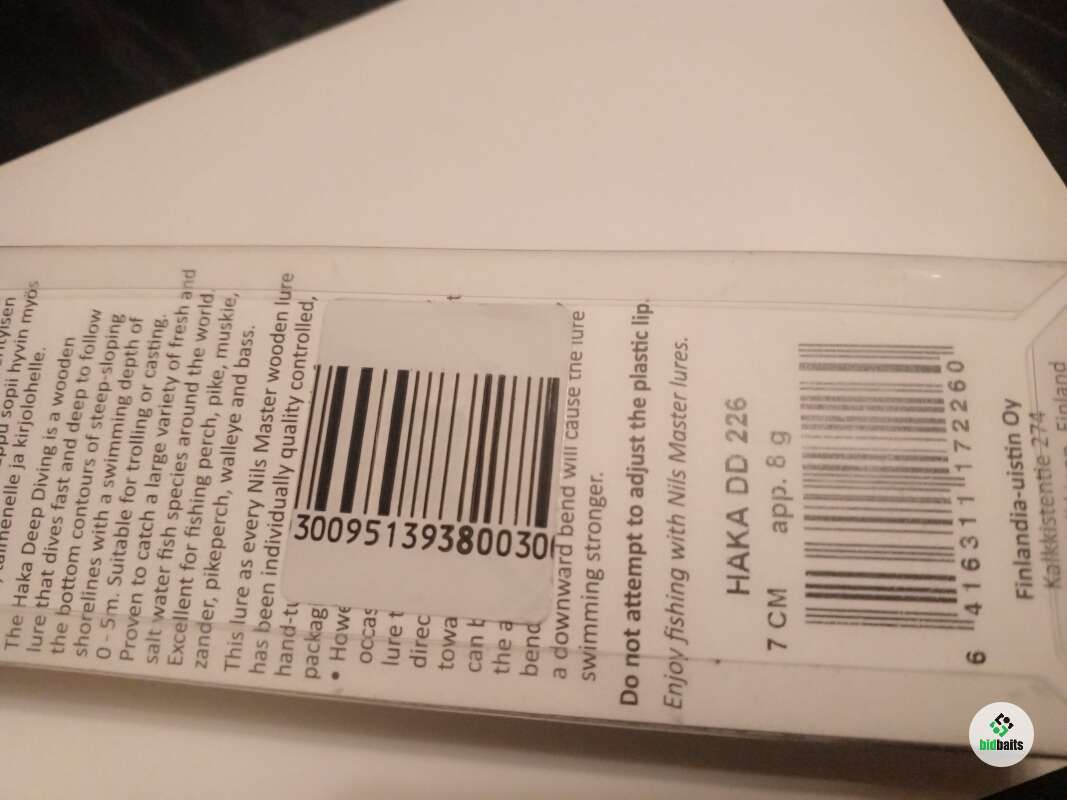 sopii hyvin myös
taimenelle ja kirjolohelle.
The Haka Deep Diving is a wooden
lure that dives fast and deep to follow
the bottom contours of steep-sloping
shorelines with a swimming depth of
0 - 5m. Suitable for trolling or casting.
Proven to catch a large variety of fresh and
salt water fish species around the world.
Excellent for fishing perch, pike, muskie,
zander, pikeperch, walleye and bass.
This lure as every Nils Master wooden lure
has been individually quality controlled,
hand-tu
packagi
• Howe
occas
lure t
direc
towa
can b
the a
bend
a downward bend will cause the lure
swimming stronger.
Do not attempt to adjust the plastic lip.
Enjoy fishing with Nils Master lures.
30095139380030
HAKA DD 226
7 CM app. 8 g
6 416311 172260
Finlandia-uistin Oy
Kalkkistentie 274
Finland
bidbaits